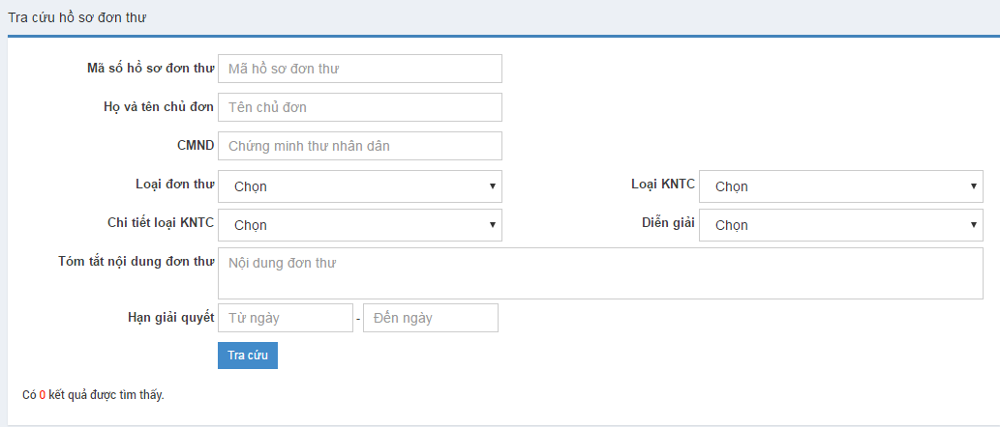 Tra cứu hồ sơ đơn thư
Mã số hồ sơ đơn thư Mã hồ sơ đơn thư
Họ và tên chủ đơn Tên chủ đơn
CMND Chứng minh thư nhân dân
Loại đơn thư Chọn Loại KNTC Chọn
Chi tiết loại KNTC Chọn Diễn giải Chọn
Tóm tắt nội dung đơn thư Nội dung đơn thư
Hạn giải quyết Từ ngày - Đến ngày
Tra cứu
Có 0 kết quả được tìm thấy.